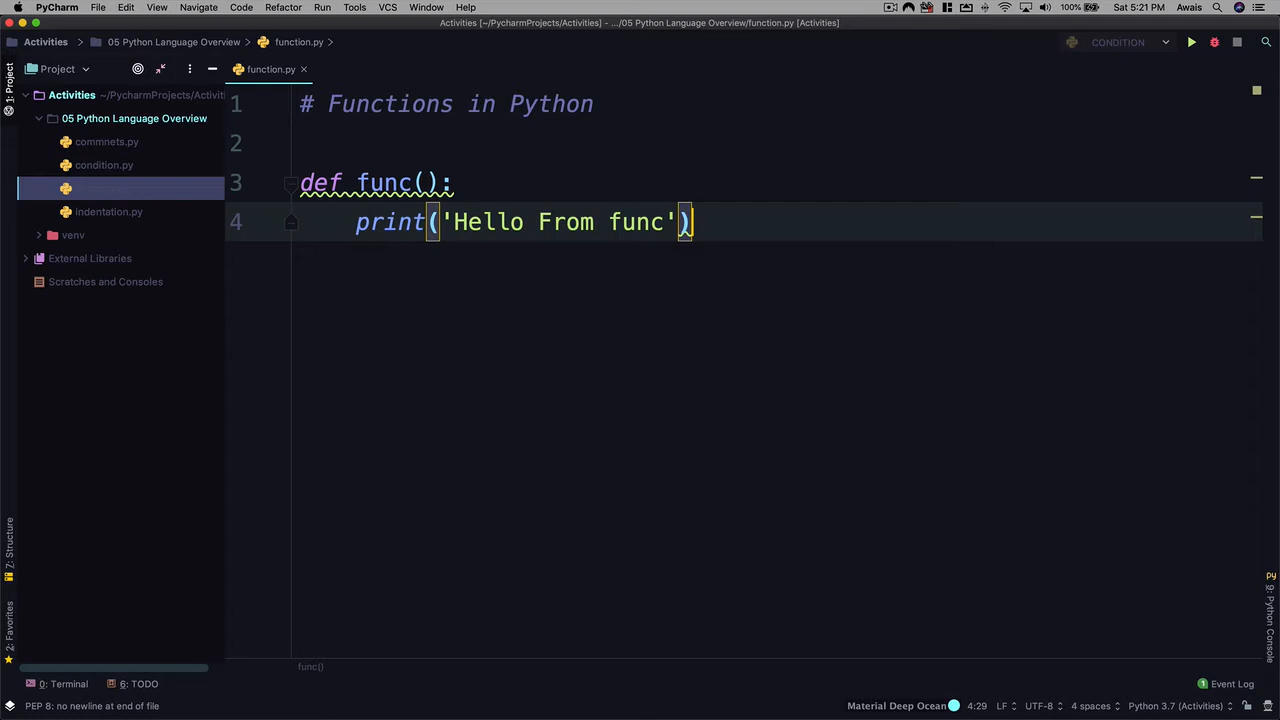 PyCharm File Edit View Navigate Code Refactor Run Tools VCS Window Help 100% Sat 5:21 PM Awais
Activities [~/PycharmProjects/Activities] - .../05 Python Language Overview/function.py [Activities]
Activities 05 Python Language Overview function.py CONDITION
Project function.py
1: Project
Activities ~/PycharmProjects/Activiti
05 Python Language Overview
commnets.py
condition.py
indentation.py
venv
External Libraries
Scratches and Consoles
1 # Functions in Python
2
3 def func():
4 print('Hello From func')
7: Structure
2: Favorites
py
9: Python Console
func()
0: Terminal 6: TODO 1 Event Log
PEP 8: no newline at end of file Material Deep Ocean 4:29 LF UTF-8 4 spaces Python 3.7 (Activities)